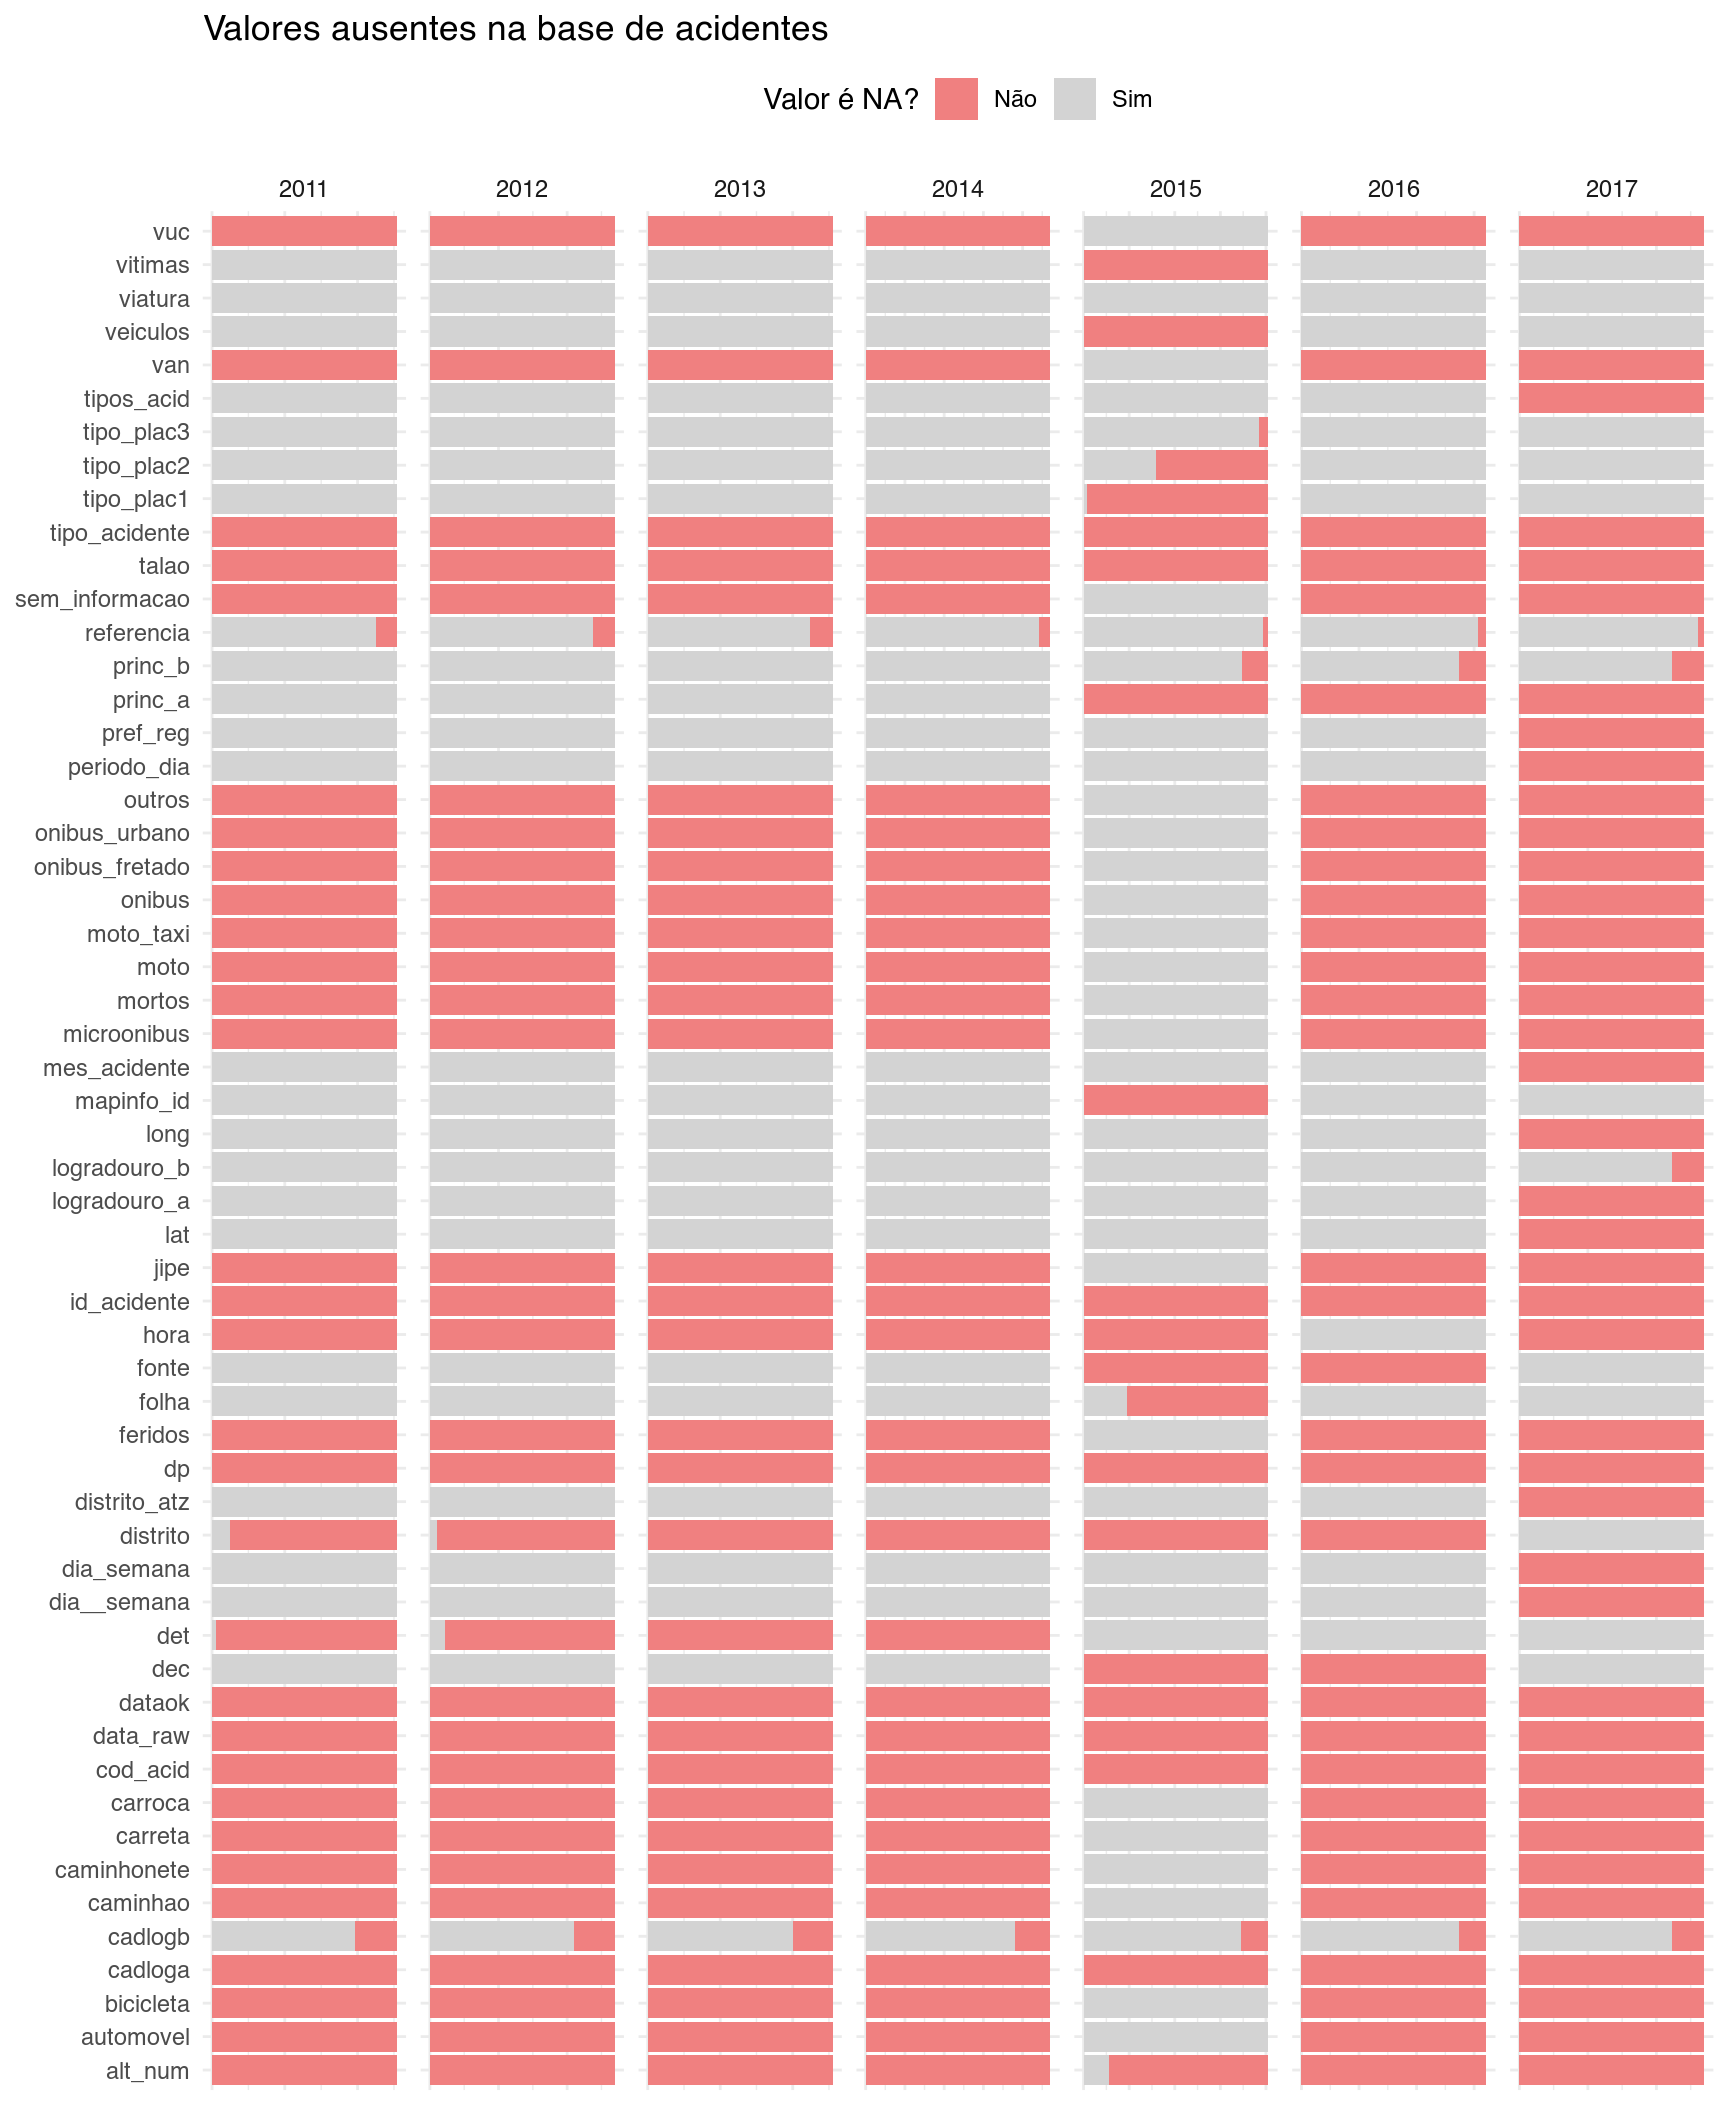 Valores ausentes na base de acidentes
Valor é NA? Não Sim
2011 2012 2013 2014 2015 2016 2017
vuc
vitimas
viatura
veiculos
van
tipos_acid
tipo_plac3
tipo_plac2
tipo_plac1
tipo_acidente
talao
sem_informacao
referencia
princ_b
princ_a
pref_reg
periodo_dia
outros
onibus_urbano
onibus_fretado
onibus
moto_taxi
moto
mortos
microonibus
mes_acidente
mapinfo_id
long
logradouro_b
logradouro_a
lat
jipe
id_acidente
hora
fonte
folha
feridos
dp
distrito_atz
distrito
dia_semana
dia__semana
det
dec
dataok
data_raw
cod_acid
carroca
carreta
caminhonete
caminhao
cadlogb
cadloga
bicicleta
automovel
alt_num